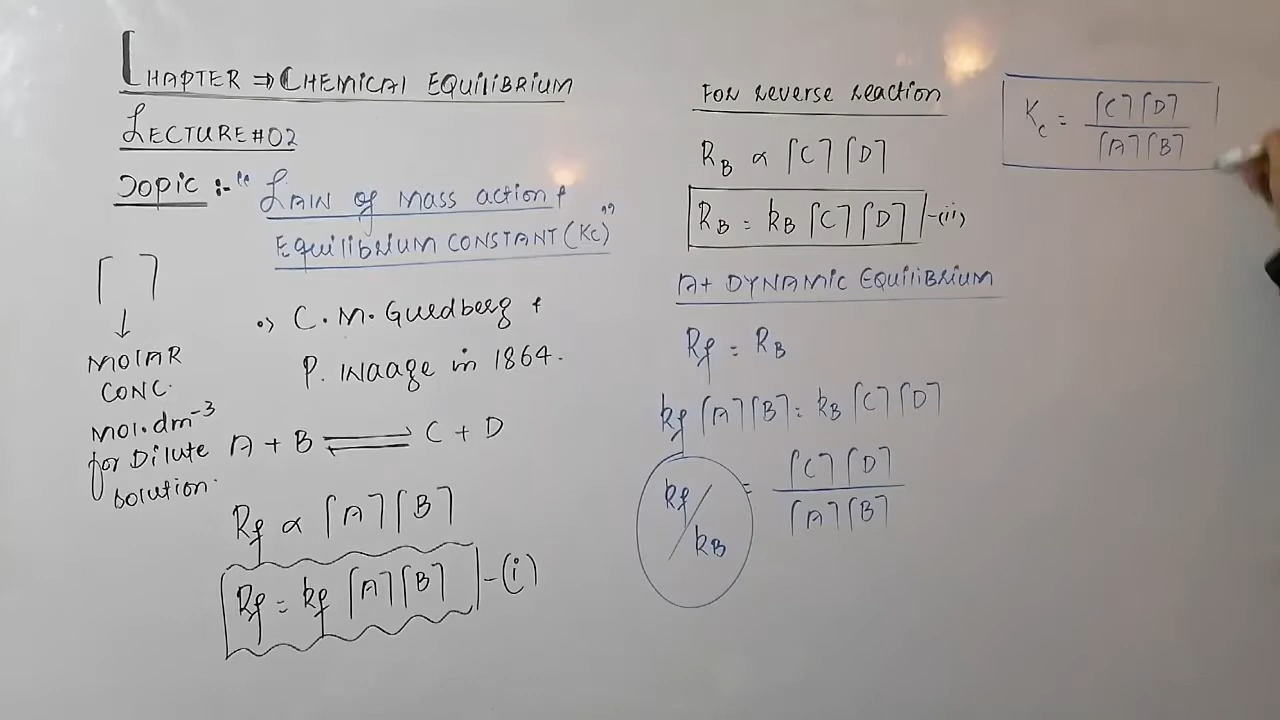 CHAPTER ⇒ CHEMICAL EQUILIBRIUM
LECTURE #02
Topic :- "LAW OF MASS action &
EQUILIBRIUM CONSTANT (Kc)"
[ ]
↓
MOLAR
CONC.
mol.dm⁻³
for Dilute
solution.
⇒ C.M. Guldberg &
P. Waage in 1864.
A + B ⇌ C + D
Rf ∝ [A][B]
Rf = kf [A][B] -(i)
For reverse reaction
RB ∝ [C][D]
RB = kB [C][D] -(ii)
At DYNAMIC EQUILIBRIUM
Rf = RB
kf [A][B] = kB [C][D]
kf/kB = [C][D]/[A][B]
Kc = [C][D]/[A][B]